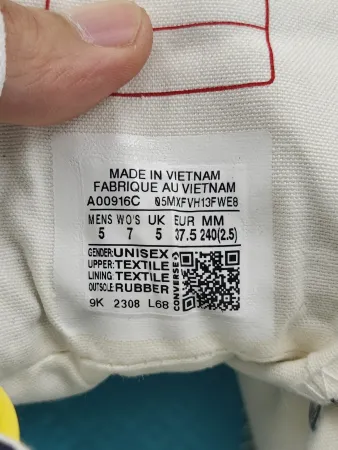 MADE IN VIETNAM
FABRIQUE AU VIETNAM
A00916C 05MXFVH13FWE8
MENS WO'S UK EUR MM
5 7 5 37.5 240(2.5)
GENDER: UNISEX
UPPER: TEXTILE
LINING: TEXTILE
OUTSOLE: RUBBER
CONVERSE
9K 2308 L68